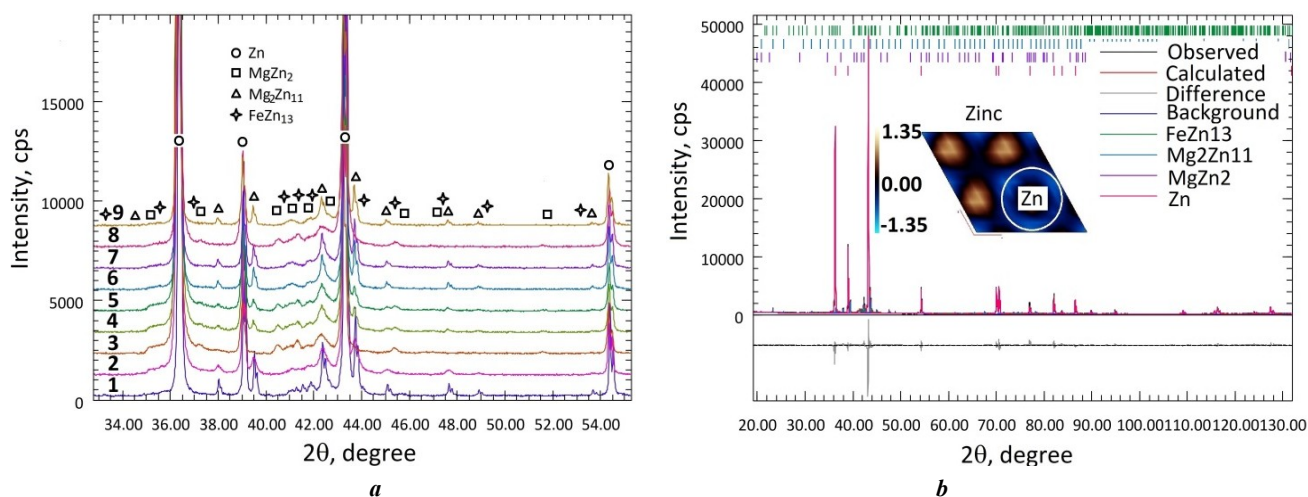 Intensity, cps
15000
10000
5000
0
Zn
MgZn₂
Mg₂Zn₁₁
FeZn₁₃
9
8
7
6
5
4
3
2
1
34.00 36.00 38.00 40.00 42.00 44.00 46.00 48.00 50.00 52.00 54.00
2θ, degree
a
Intensity, cps
50000
40000
30000
20000
10000
0
Observed
Calculated
Difference
Background
FeZn13
Mg2Zn11
MgZn2
Zn
Zinc
1.35
0.00
-1.35
Zn
20.00 30.00 40.00 50.00 60.00 70.00 80.00 90.00 100.00 110.00 120.00 130.00
2θ, degree
b